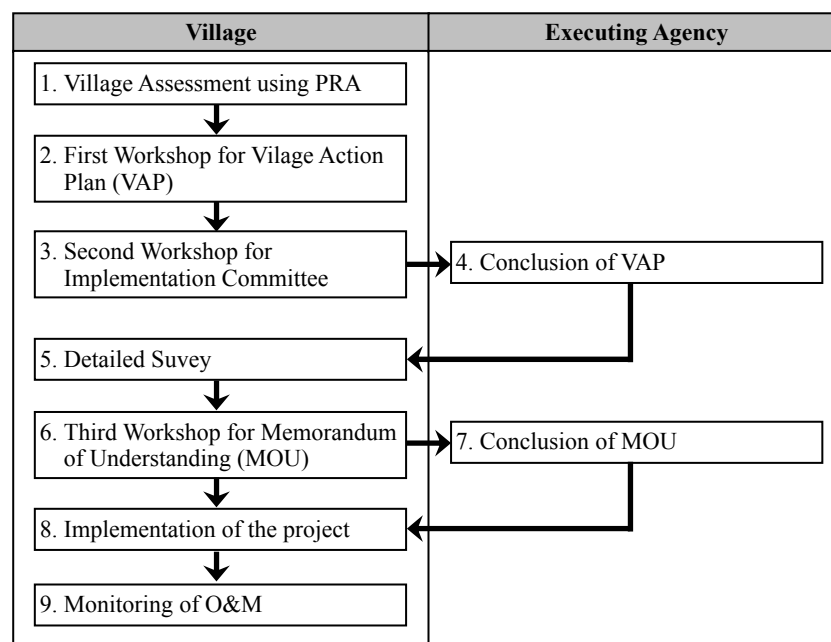 Village
Executing Agency
1. Village Assessment using PRA
2. First Workshop for Vilage Action
Plan (VAP)
3. Second Workshop for
Implementation Committee
4. Conclusion of VAP
5. Detailed Suvey
6. Third Workshop for Memorandum
of Understanding (MOU)
7. Conclusion of MOU
8. Implementation of the project
9. Monitoring of O&M